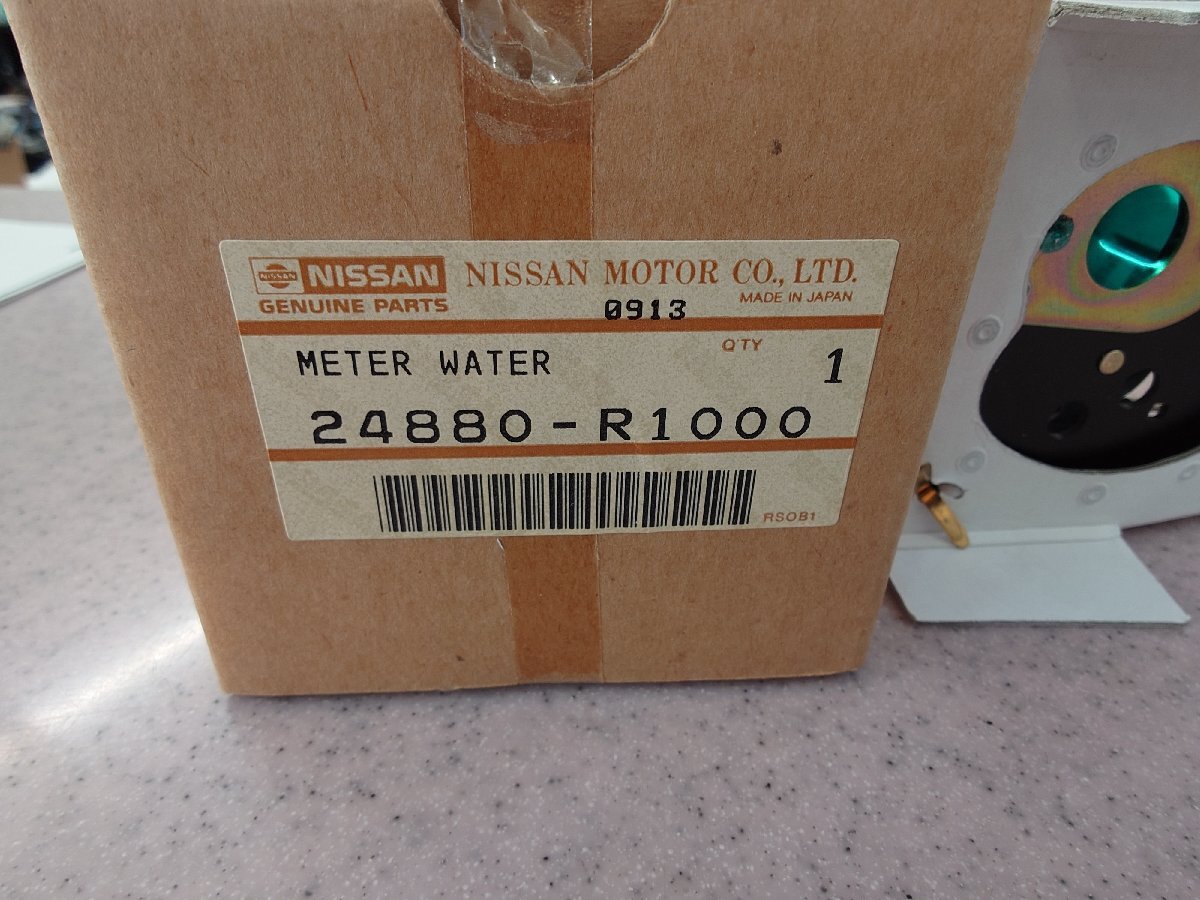 NISSAN NISSAN NISSAN MOTOR CO., LTD.
GENUINE PARTS 0913 MADE IN JAPAN
METER WATER Q'TY 1
24880-R1000
RSOB1